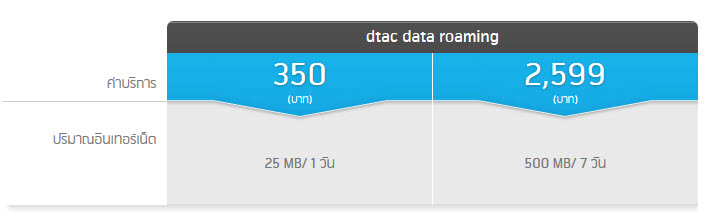 dtac data roaming
ค่าบริการ
350
(บาท)
2,599
(บาท)
ปริมาณอินเทอร์เน็ต
25 MB/ 1 วัน
500 MB/ 7 วัน